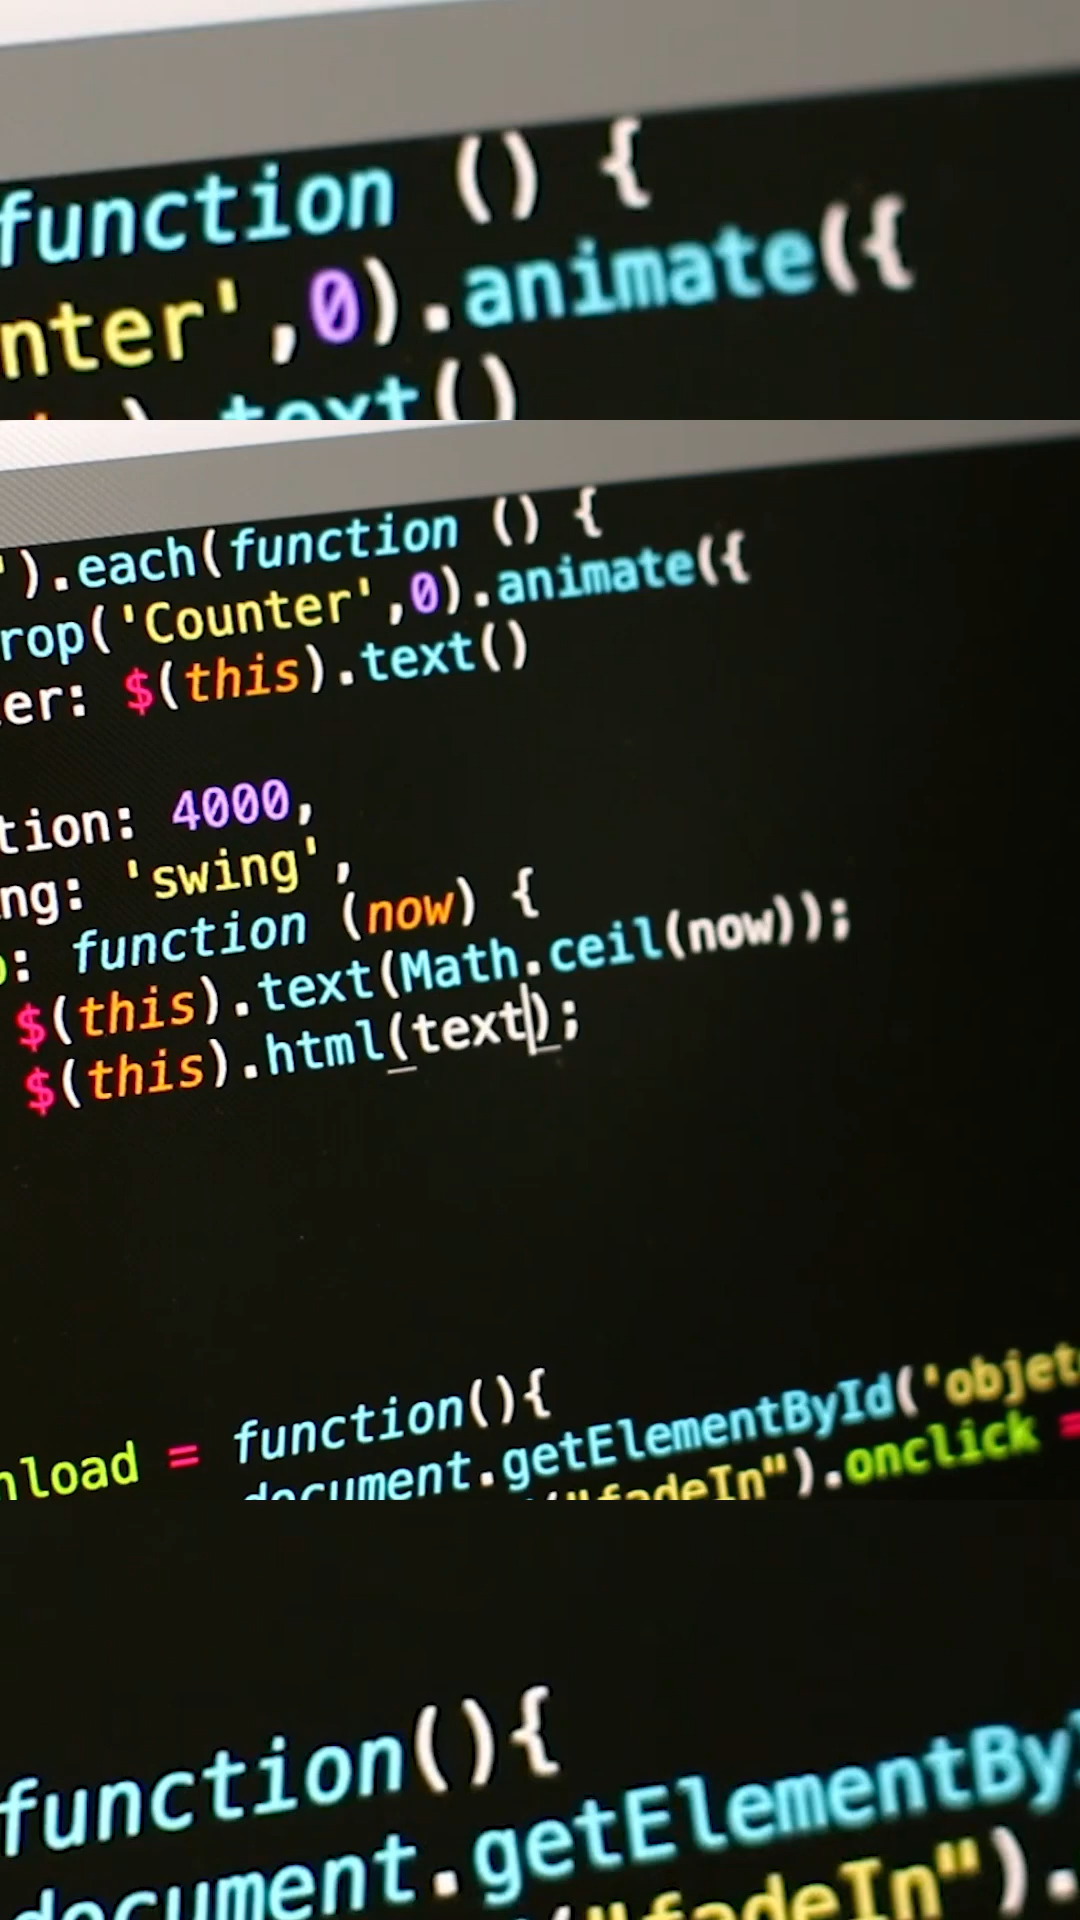 function () {
nter',0).animate({
).text()
').each(function () {
rop('Counter',0).animate({
er: $(this).text()
tion: 4000,
ng: 'swing',
p: function (now) {
$(this).text(Math.ceil(now));
$(this).html(text);
nload = function(){
document.getElementById('objet
("fadeIn").onclick =
function(){
document.getElementBy
("fadeIn").